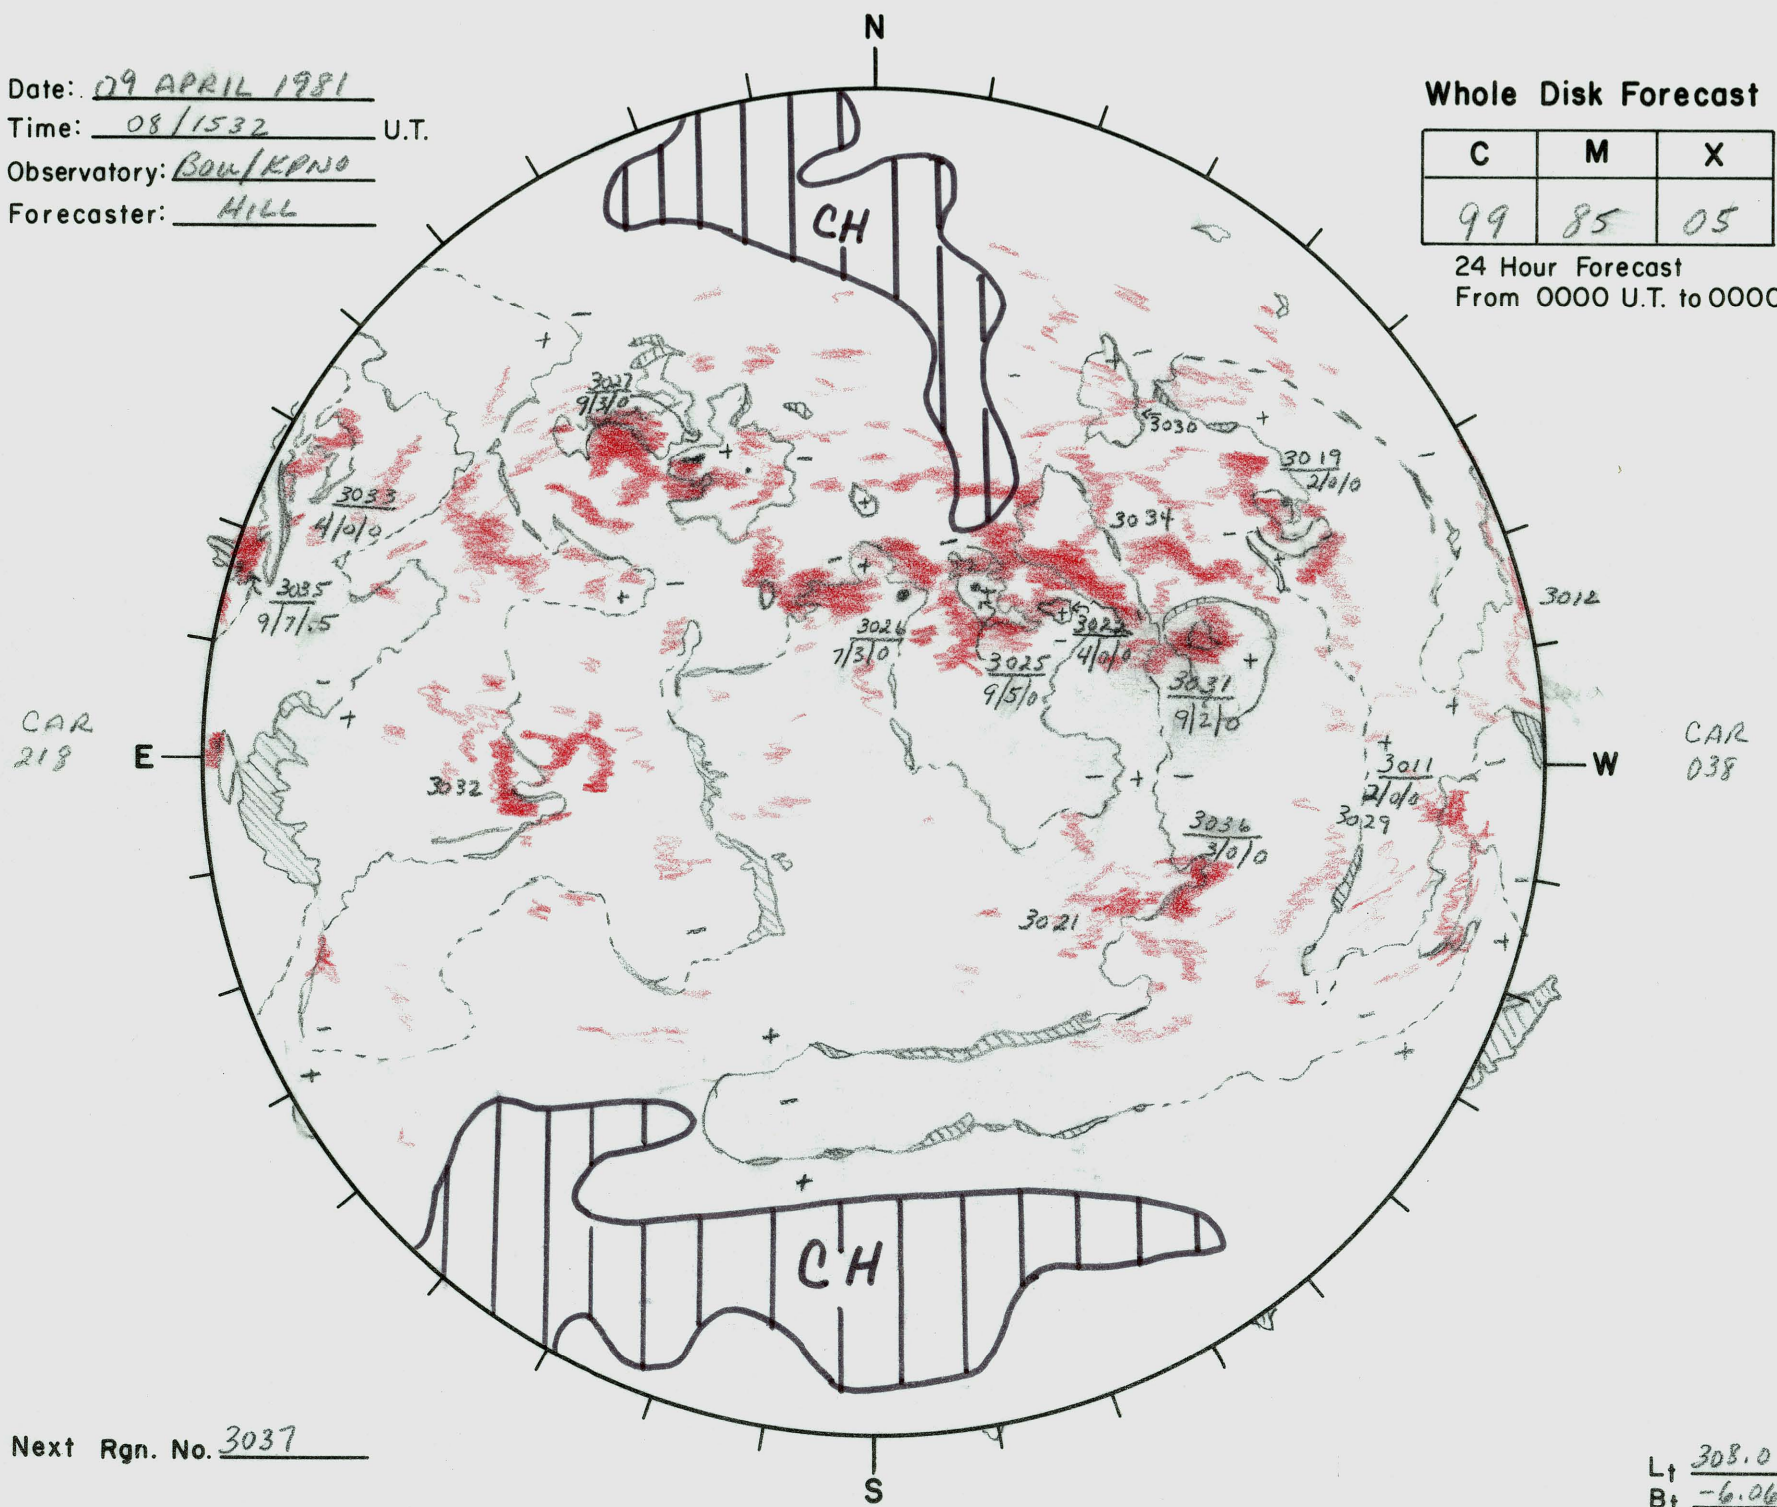 N
Date: 09 APRIL 1981
Time: 08/1532 U.T.
Observatory: BOU/KPNO
Forecaster: HILL
Whole Disk Forecast
C M X
99 85 05
24 Hour Forecast
From 0000 U.T. to 0000
CH
3027
9/3/0
3030
3019
2/0/0
3033
4/0/0
3034
3035
9/7/.5
3012
3026
7/3/0
3022
4/0/0
3025
9/5/0
3031
9/2/0
CAR
218
E
W
CAR
038
3032
3011
2/0/0
3029
3036
3/0/0
3021
CH
Next Rgn. No. 3037
S
Lt 308.0
Bt -6.06